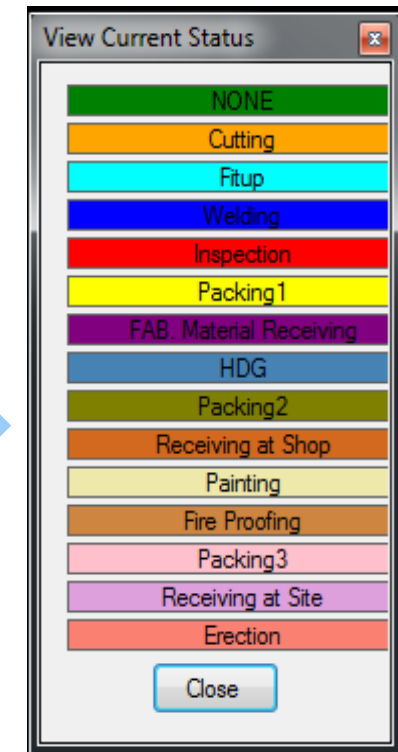 View Current Status
NONE
Cutting
Fitup
Welding
Inspection
Packing1
FAB. Material Receiving
HDG
Packing2
Receiving at Shop
Painting
Fire Proofing
Packing3
Receiving at Site
Erection
Close